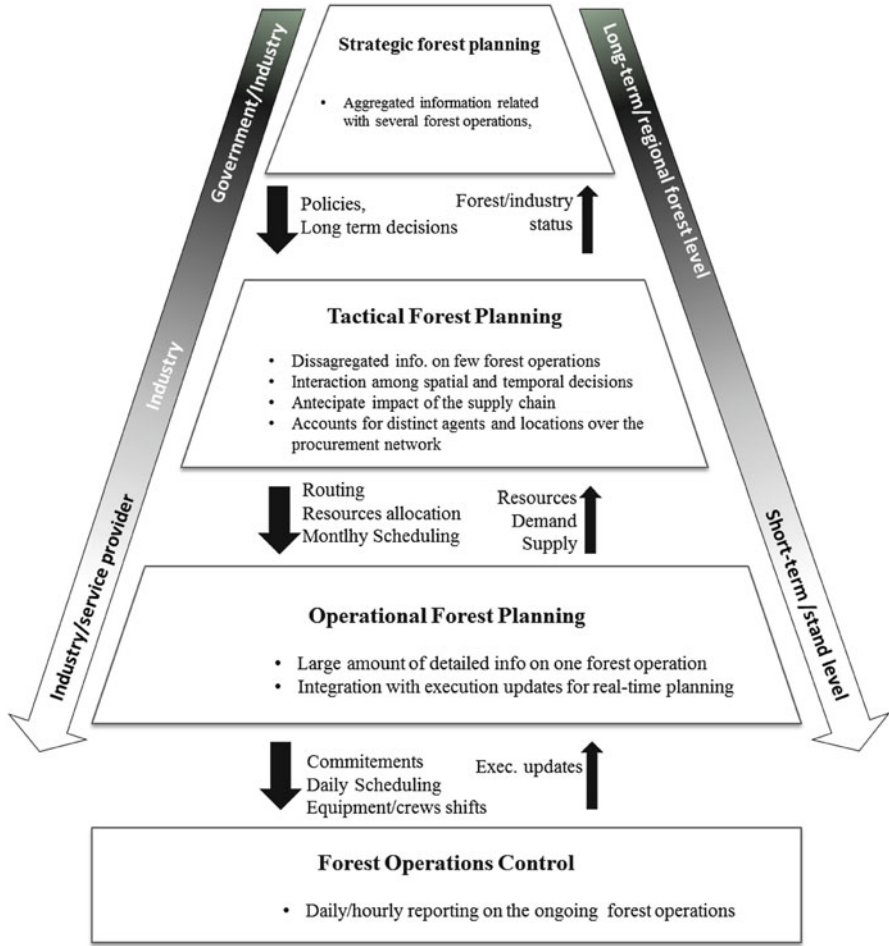 Strategic forest planning
• Aggregated information related
with several forest operations,
Government/Industry
Long-term/regional forest level
Policies,
Long term decisions
Forest/industry
status
Tactical Forest Planning
• Dissagregated info. on few forest operations
• Interaction among spatial and temporal decisions
• Antecipate impact of the supply chain
• Accounts for distinct agents and locations over the
procurement network
Industry
Routing
Resources allocation
Montlhy Scheduling
Resources
Demand
Supply
Industry/service provider
Short-term /stand level
Operational Forest Planning
• Large amount of detailed info on one forest operation
• Integration with execution updates for real-time planning
Commitements
Daily Scheduling
Equipment/crews shifts
Exec. updates
Forest Operations Control
• Daily/hourly reporting on the ongoing forest operations